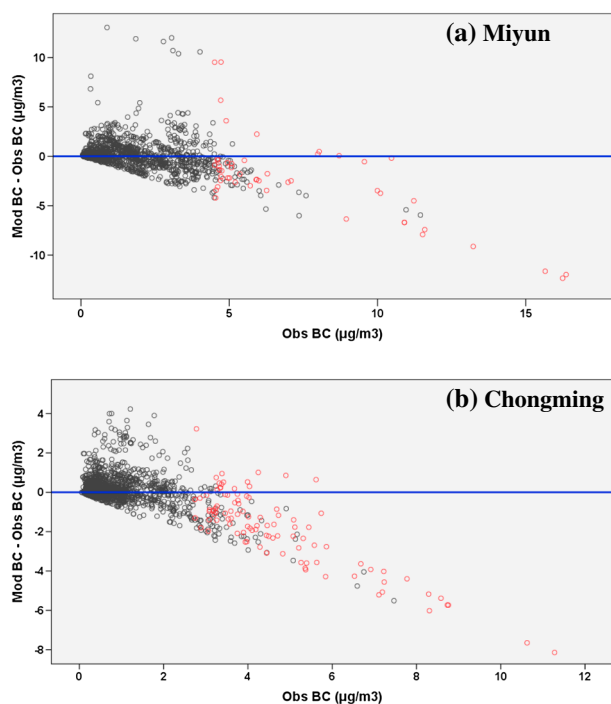 (a) Miyun
Mod BC - Obs BC (µg/m3)
10
5
0
-5
-10
0 5 10 15
Obs BC (µg/m3)
(b) Chongming
Mod BC - Obs BC (µg/m3)
4
2
0
-2
-4
-6
-8
0 2 4 6 8 10 12
Obs BC (µg/m3)